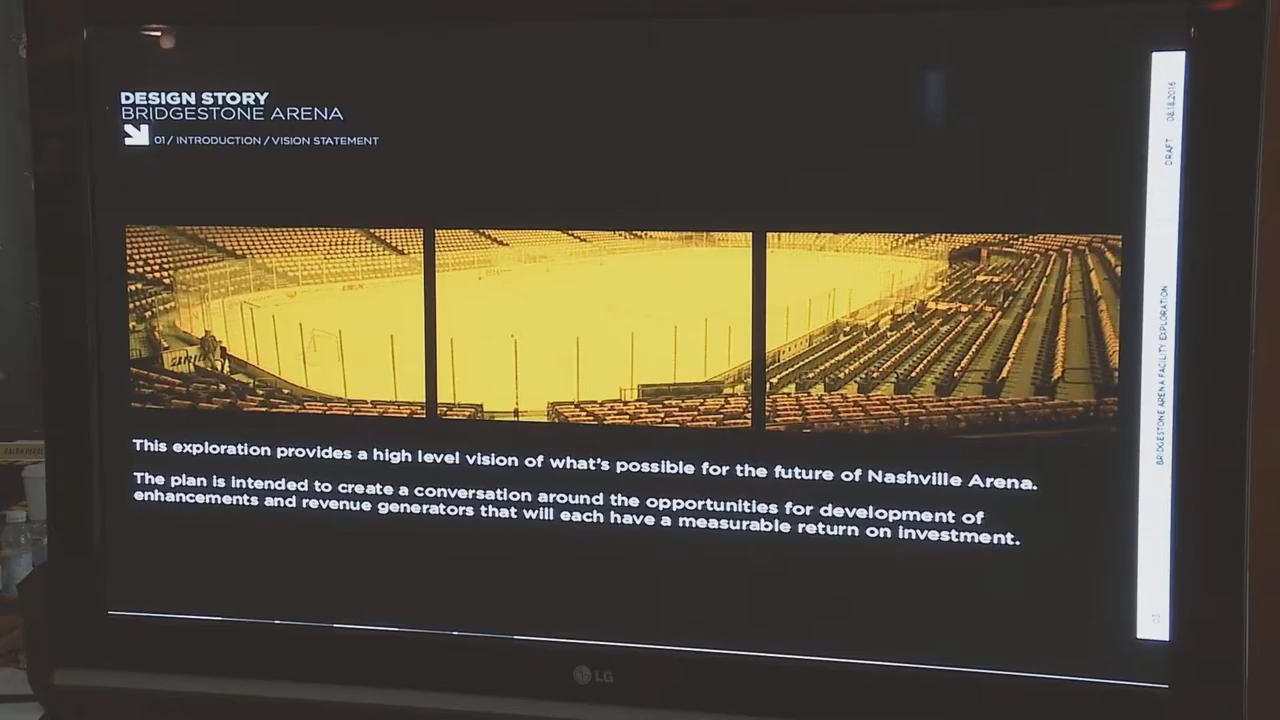 DESIGN STORY
BRIDGESTONE ARENA
01 / INTRODUCTION / VISION STATEMENT
This exploration provides a high level vision of what's possible for the future of Nashville Arena.
The plan is intended to create a conversation around the opportunities for development of
enhancements and revenue generators that will each have a measurable return on investment.
BRIDGESTONE ARENA FACILITY EXPLORATION
DRAFT 08.18.2016
03
LG